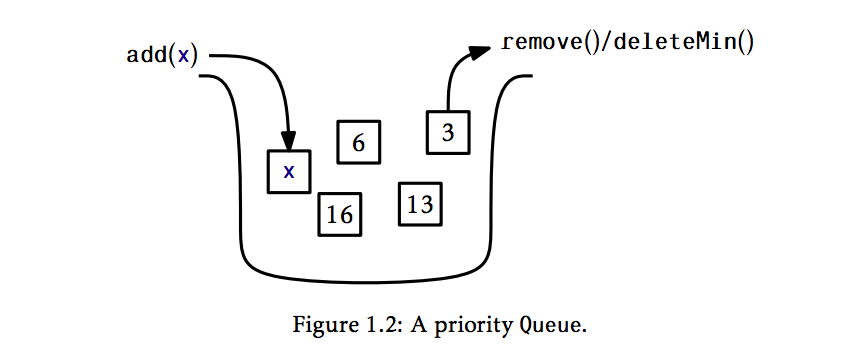 add(x)
remove()/deleteMin()
6
3
x
16
13
Figure 1.2: A priority Queue.